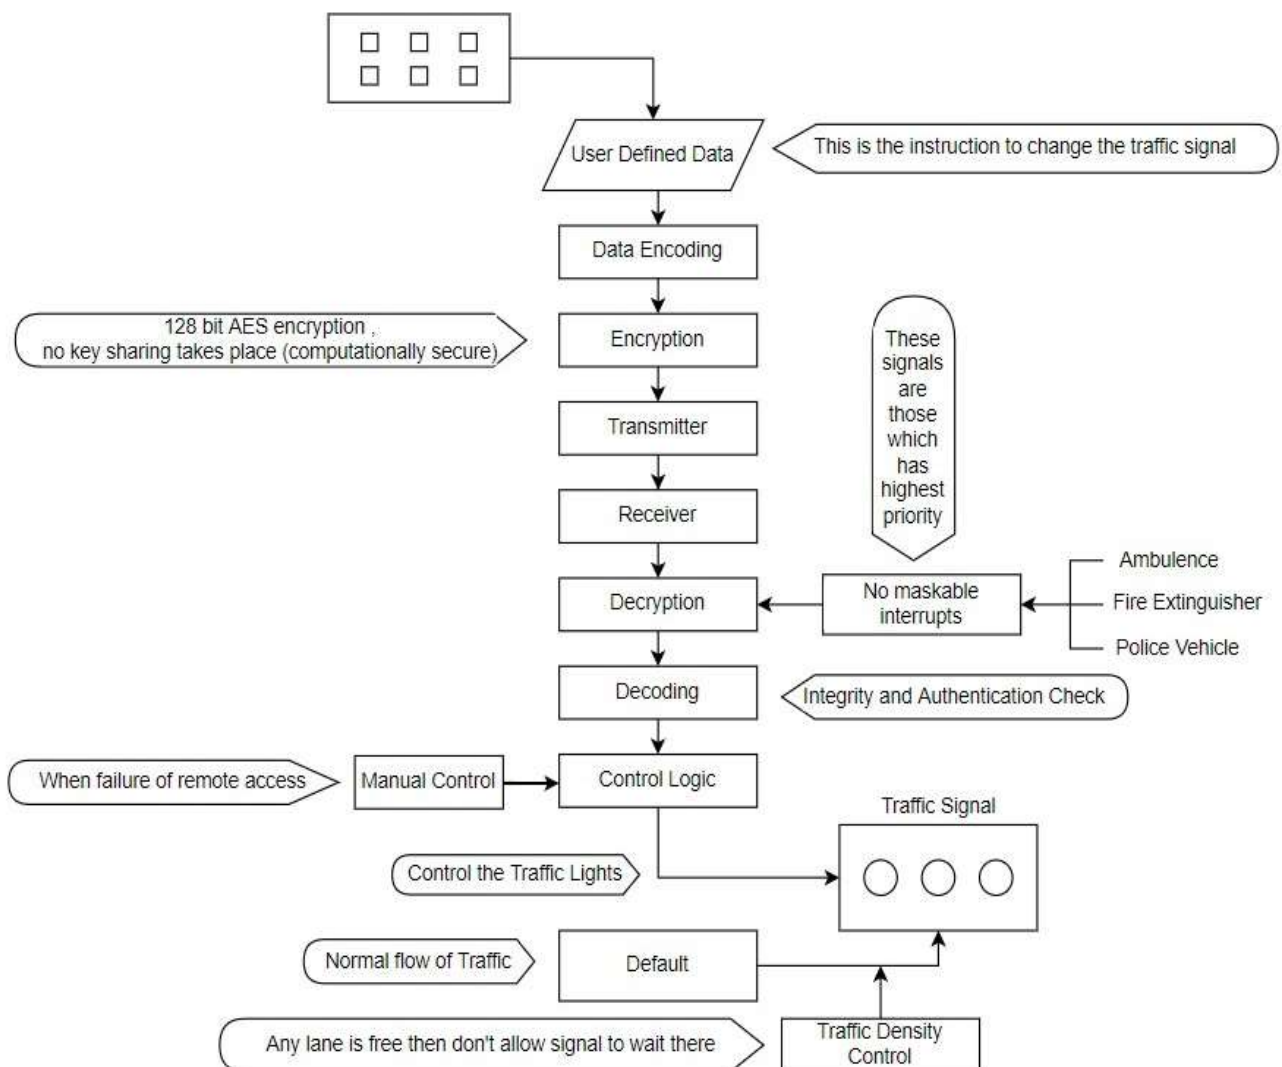 User Defined Data
This is the instruction to change the traffic signal
Data Encoding
128 bit AES encryption ,
no key sharing takes place (computationally secure)
Encryption
These
signals
are
those
which
has
highest
priority
Transmitter
Receiver
Decryption
No maskable
interrupts
Ambulence
Fire Extinguisher
Police Vehicle
Decoding
Integrity and Authentication Check
When failure of remote access
Manual Control
Control Logic
Traffic Signal
Control the Traffic Lights
Normal flow of Traffic
Default
Any lane is free then don't allow signal to wait there
Traffic Density
Control